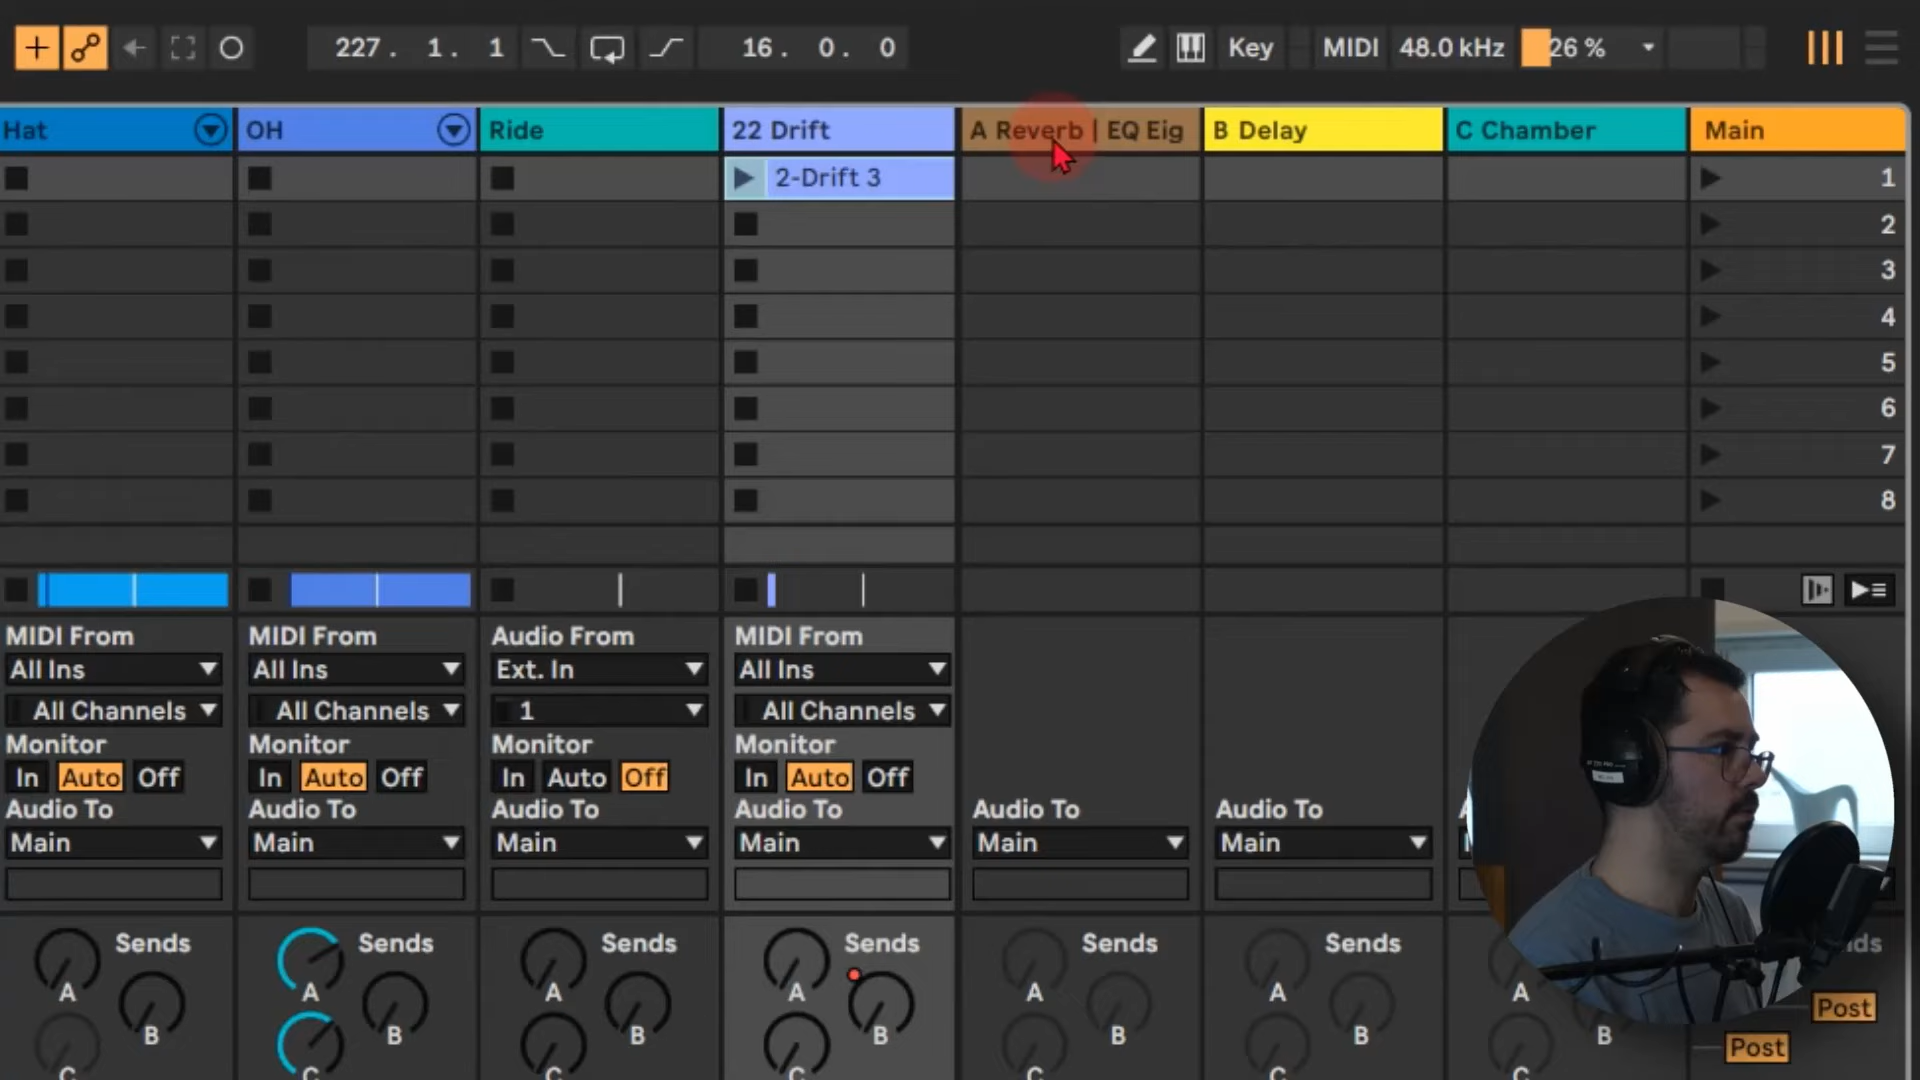 227. 1. 1
16. 0. 0
Key
MIDI
48.0 kHz
26 %
Hat
OH
Ride
22 Drift
A Reverb | EQ Eig
B Delay
C Chamber
Main
2-Drift 3
1
2
3
4
5
6
7
8
MIDI From
MIDI From
Audio From
MIDI From
All Ins
All Ins
Ext. In
All Ins
All Channels
All Channels
1
All Channels
Monitor
Monitor
Monitor
Monitor
In Auto Off
In Auto Off
In Auto Off
In Auto Off
Audio To
Audio To
Audio To
Audio To
Audio To
Audio To
Main
Main
Main
Main
Main
Main
Sends
Sends
Sends
Sends
Sends
Sends
A
A
A
A
A
A
Post
B
B
B
B
B
B
B
Post
C
C
C
C
C
C
C